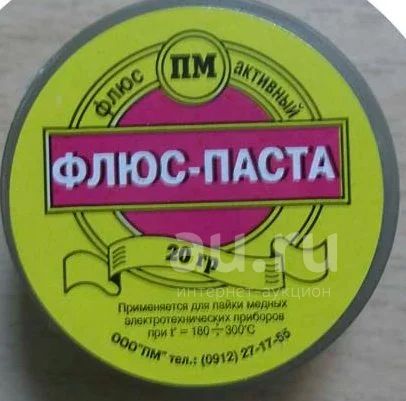 ФЛЮС ПМ АКТИВНЫЙ
ФЛЮС-ПАСТА
20 гр
au.ru
интернет-аукцион
Применяется для пайки медных
электротехнических приборов
при t° = 180 ÷ 300°С
ООО "ПМ" тел.: (0912) 27-17-65